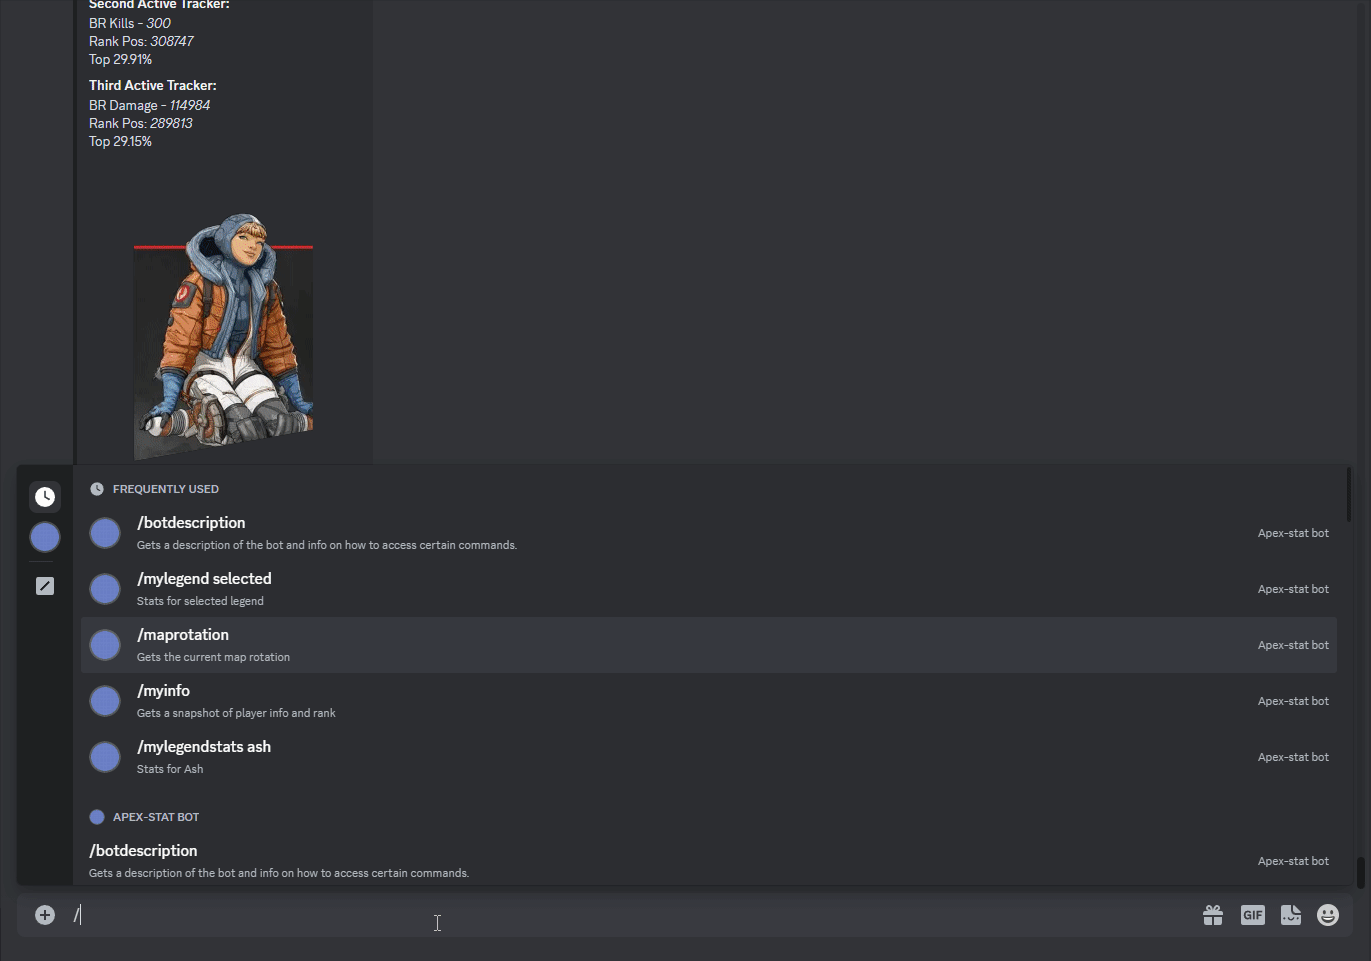 Second Active Tracker:
BR Kills - 300
Rank Pos: 308747
Top 29.91%
Third Active Tracker:
BR Damage - 114984
Rank Pos: 289813
Top 29.15%
FREQUENTLY USED
/botdescription
Gets a description of the bot and info on how to access certain commands.
Apex-stat bot
/mylegend selected
Stats for selected legend
Apex-stat bot
/maprotation
Gets the current map rotation
Apex-stat bot
/myinfo
Gets a snapshot of player info and rank
Apex-stat bot
/mylegendstats ash
Stats for Ash
Apex-stat bot
APEX-STAT BOT
/botdescription
Gets a description of the bot and info on how to access certain commands.
Apex-stat bot
/
GIF